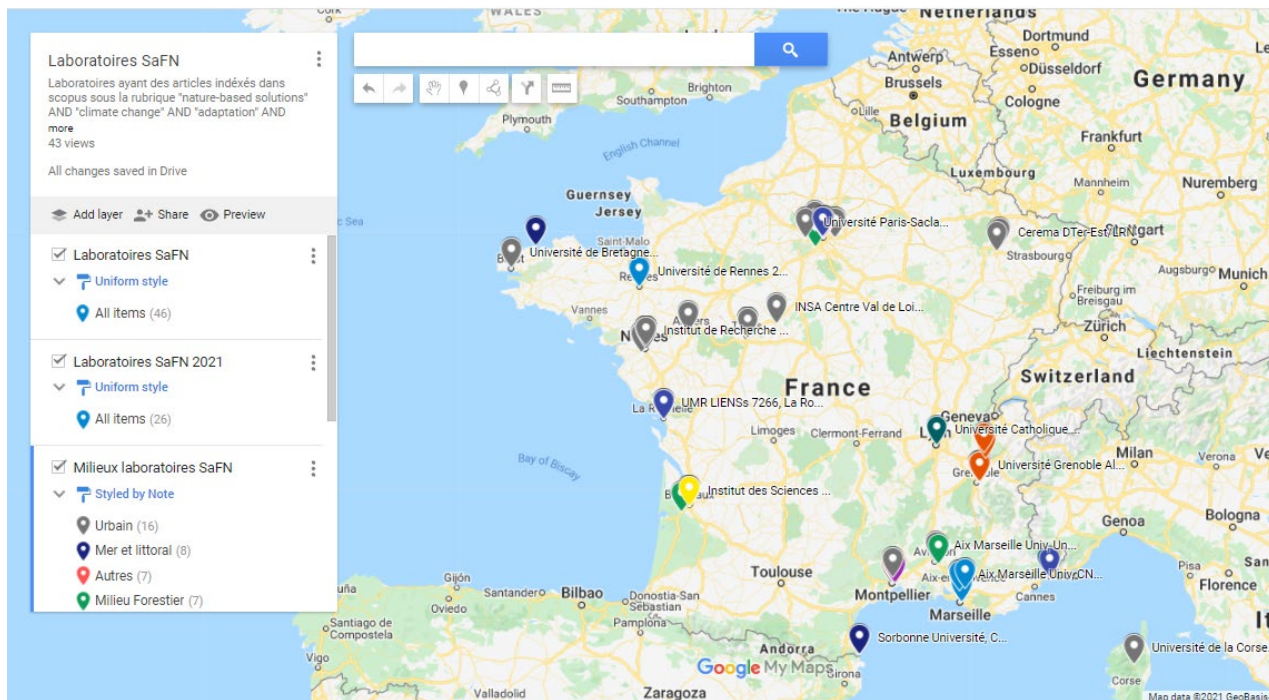 Laboratoires SaFN
Laboratoires ayant des articles indéxés dans
scopus sous la rubrique "nature-based solutions"
AND "climate change" AND "adaptation" AND
more
43 views
All changes saved in Drive
Add layer
Share
Preview
Laboratoires SaFN
Uniform style
All items (46)
Laboratoires SaFN 2021
Uniform style
All items (26)
Milieux laboratoires SaFN
Styled by Note
Urbain (16)
Mer et littoral (8)
Autres (7)
Milieu Forestier (7)
WALES
Netherlands
Dortmund
Essen
Düsseldorf
Antwerp
Brussels
Cologne
Germany
Belgium
Lille
Brighton
Southampton
Plymouth
English Channel
Frankfurt
Luxembourg
Mannheim
Nuremberg
Guernsey
Jersey
Saint-Malo
Université Paris-Sacla...
Cerema DTer-Est/LRN
Strasbourg
Université de Bretagne...
Université de Rennes 2...
Augsburg
Munich
Freiburg im
Breisgau
Vannes
INSA Centre Val de Loi...
Institut de Recherche ...
Zürich
Liechtenstein
France
Switzerland
UMR LIENSs 7266, La Ro...
Limoges
Clermont-Ferrand
Geneva
Université Catholique ...
Milan
Verona
Bay of Biscay
Université Grenoble Al...
Institut des Sciences ...
Genoa
Bologna
Aix Marseille Univ-Un...
Toulouse
Aix Marseille Univ, CN...
Pisa
Florence
Montpellier
Marseille
Cannes
Gijón
Oviedo
Santander
Bilbao
Donostia-San
Sebastián
Pamplona
Santiago de
Compostela
Sorbonne Université, C...
Andorra
Vigo
Google My Maps
Girona
Université de la Corse...
Corse
Valladolid
Zaragoza
Map data ©2021 GeoBasis-